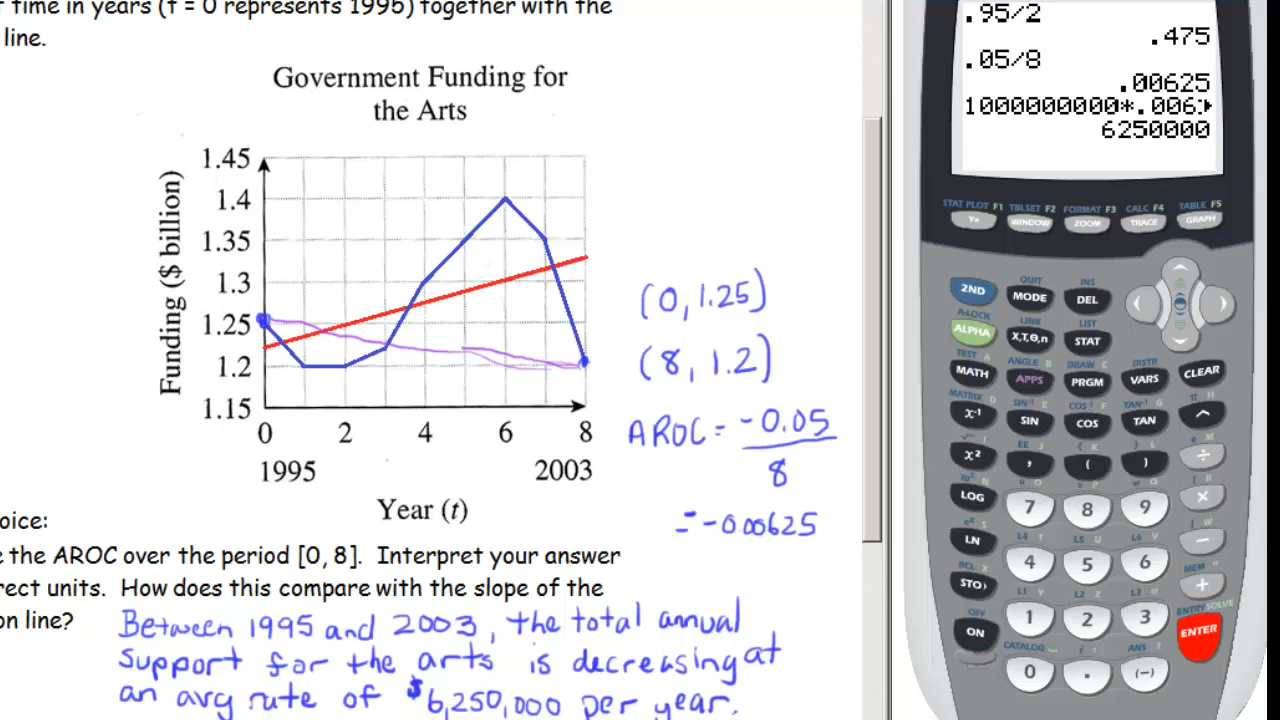 t time in years (t = 0 represents 1995) together with the
line.
Government Funding for
the Arts
Funding ($ billion)
1.45
1.4
1.35
1.3
1.25
1.2
1.15
0 2 4 6 8
1995 2003
Year (t)
(0, 1.25)
(8, 1.2)
AROC = -0.05
8
= -0.00625
oice:
e the AROC over the period [0, 8]. Interpret your answer
rrect units. How does this compare with the slope of the
on line?
Between 1995 and 2003, the total annual
support for the arts is decreasing at
an avg rate of $6,250,000 per year.
.95/2
.475
.05/8
.00625
1000000000*.006
6250000
STAT PLOT F1 TBLSET F2 FORMAT F3 CALC F4 TABLE F5
Y= WINDOW ZOOM TRACE GRAPH
QUIT INS
2ND MODE DEL
A-LOCK LINK LIST
ALPHA X,T,θ,n STAT
TEST A ANGLE B DRAW C DISTR
MATH APPS PRGM VARS CLEAR
MATRIX D SIN⁻¹ E COS⁻¹ F TAN⁻¹ G π H
x⁻¹ SIN COS TAN ^
EE J
x² , ( ) ÷
LOG 7 8 9 ×
LN 4 5 6 −
RCL X L1 Y L2 Z L3 θ MEM "
STO› 1 2 3 +
OFF CATALOG ANS ? ENTRY SOLVE
ON 0 . (−) ENTER